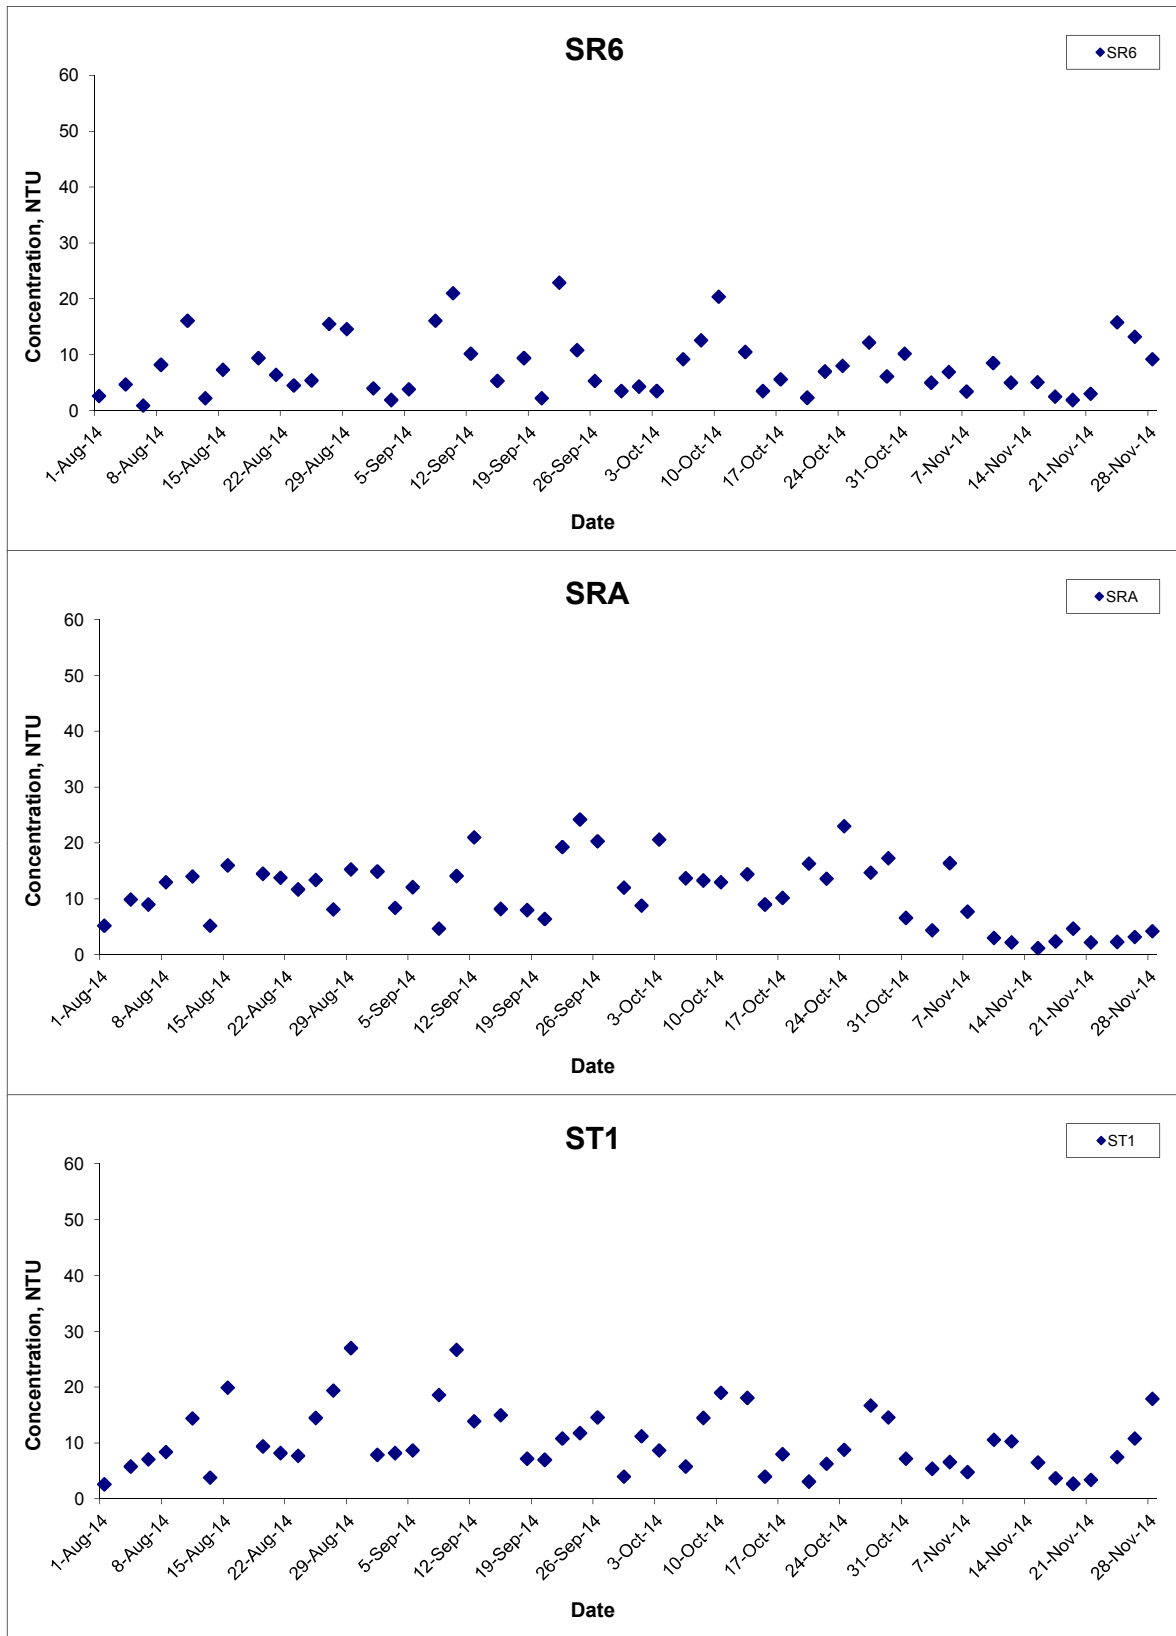 SR6
SR6
Concentration, NTU
60
50
40
30
20
10
0
1-Aug-14
8-Aug-14
15-Aug-14
22-Aug-14
29-Aug-14
5-Sep-14
12-Sep-14
19-Sep-14
26-Sep-14
3-Oct-14
10-Oct-14
17-Oct-14
24-Oct-14
31-Oct-14
7-Nov-14
14-Nov-14
21-Nov-14
28-Nov-14
Date
SRA
SRA
Concentration, NTU
60
50
40
30
20
10
0
1-Aug-14
8-Aug-14
15-Aug-14
22-Aug-14
29-Aug-14
5-Sep-14
12-Sep-14
19-Sep-14
26-Sep-14
3-Oct-14
10-Oct-14
17-Oct-14
24-Oct-14
31-Oct-14
7-Nov-14
14-Nov-14
21-Nov-14
28-Nov-14
Date
ST1
ST1
Concentration, NTU
60
50
40
30
20
10
0
1-Aug-14
8-Aug-14
15-Aug-14
22-Aug-14
29-Aug-14
5-Sep-14
12-Sep-14
19-Sep-14
26-Sep-14
3-Oct-14
10-Oct-14
17-Oct-14
24-Oct-14
31-Oct-14
7-Nov-14
14-Nov-14
21-Nov-14
28-Nov-14
Date